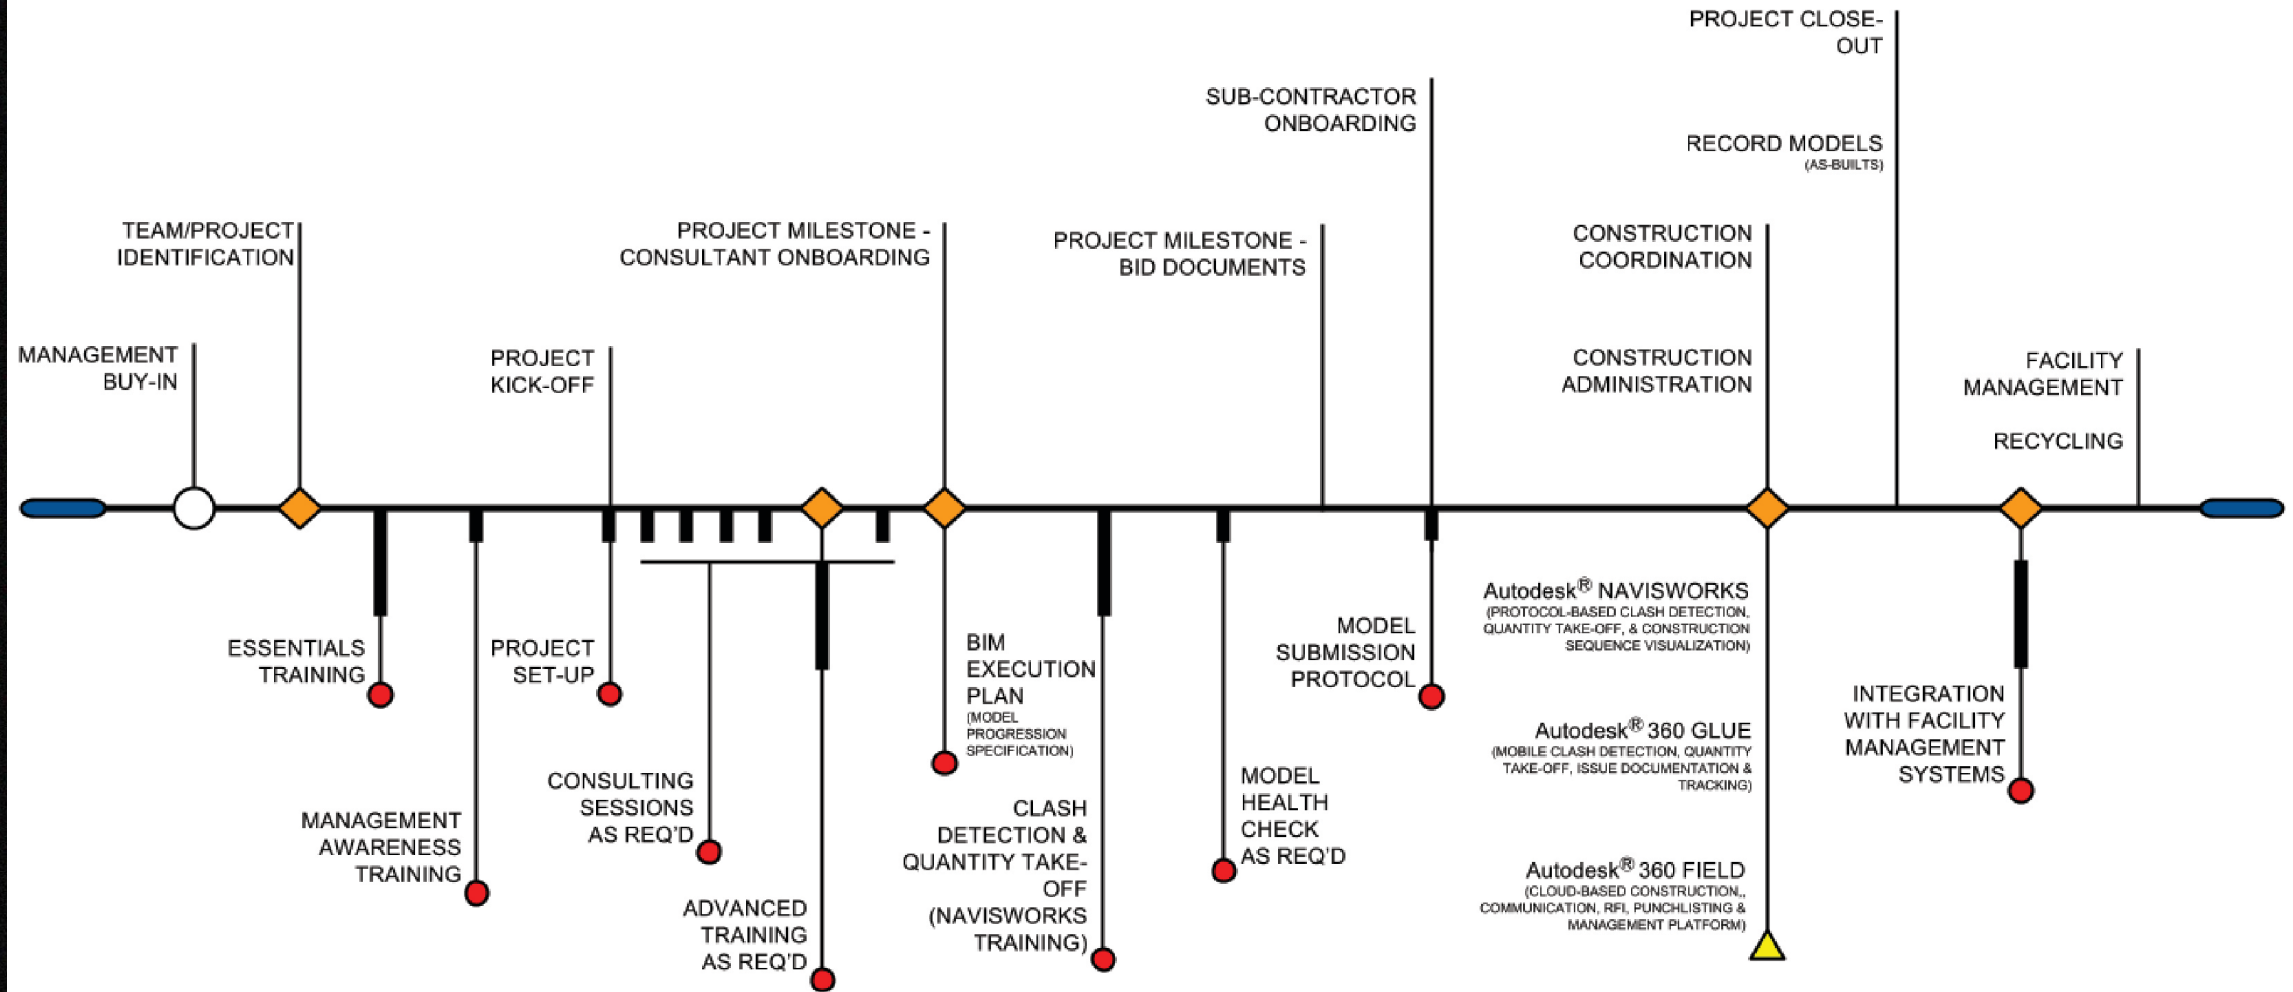 PROJECT CLOSE-
OUT
SUB-CONTRACTOR
ONBOARDING
RECORD MODELS
(AS-BUILTS)
TEAM/PROJECT
IDENTIFICATION
PROJECT MILESTONE -
CONSULTANT ONBOARDING
PROJECT MILESTONE -
BID DOCUMENTS
CONSTRUCTION
COORDINATION
MANAGEMENT
BUY-IN
PROJECT
KICK-OFF
CONSTRUCTION
ADMINISTRATION
FACILITY
MANAGEMENT
RECYCLING
ESSENTIALS
TRAINING
MANAGEMENT
AWARENESS
TRAINING
PROJECT
SET-UP
CONSULTING
SESSIONS
AS REQ'D
ADVANCED
TRAINING
AS REQ'D
BIM
EXECUTION
PLAN
(MODEL
PROGRESSION
SPECIFICATION)
CLASH
DETECTION &
QUANTITY TAKE-
OFF
(NAVISWORKS
TRAINING)
MODEL
HEALTH
CHECK
AS REQ'D
MODEL
SUBMISSION
PROTOCOL
Autodesk® NAVISWORKS
(PROTOCOL-BASED CLASH DETECTION,
QUANTITY TAKE-OFF, & CONSTRUCTION
SEQUENCE VISUALIZATION)
Autodesk® 360 GLUE
(MOBILE CLASH DETECTION, QUANTITY
TAKE-OFF, ISSUE DOCUMENTATION &
TRACKING)
Autodesk® 360 FIELD
(CLOUD-BASED CONSTRUCTION,,
COMMUNICATION, RFI, PUNCHLISTING &
MANAGEMENT PLATFORM)
INTEGRATION
WITH FACILITY
MANAGEMENT
SYSTEMS